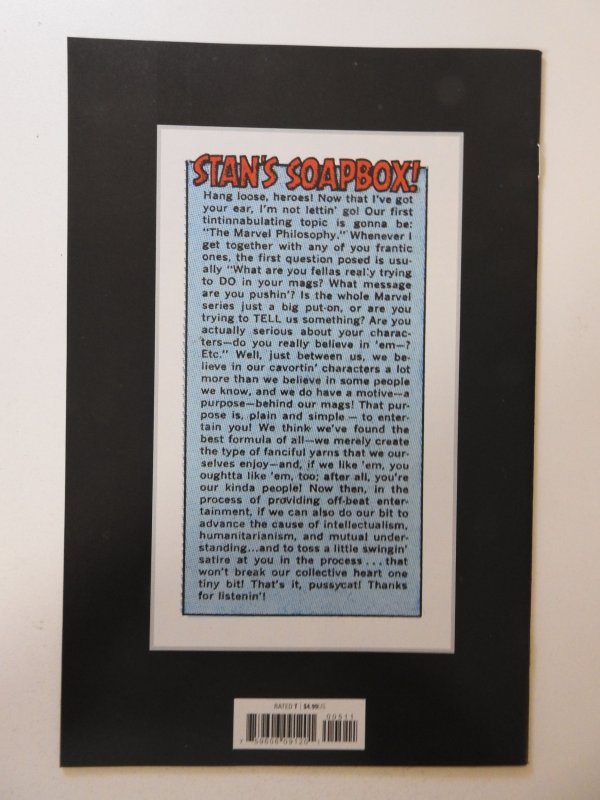 STAN'S SOAPBOX!
Hang loose, heroes! Now that I've got
your ear, I'm not lettin' go! Our first
tintinnabulating topic is gonna be:
"The Marvel Philosophy." Whenever I
get together with any of you frantic
ones, the first question posed is usu-
ally "What are you fellas really trying
to DO in your mags? What message
are you pushin'? Is the whole Marvel
series just a big put-on, or are you
trying to TELL us something? Are you
actually serious about your charac-
ters—do you really believe in 'em—?
Etc." Well, just between us, we be-
lieve in our cavortin' characters a lot
more than we believe in some people
we know, and we do have a motive—a
purpose—behind our mags! That pur-
pose is, plain and simple — to enter-
tain you! We think we've found the
best formula of all—we merely create
the type of fanciful yarns that we our-
selves enjoy—and, if we like 'em, you
oughtta like 'em, too; after all, you're
our kinda people! Now then, in the
process of providing off-beat enter-
tainment, if we can also do our bit to
advance the cause of intellectualism,
humanitarianism, and mutual under-
standing...and to toss a little swingin'
satire at you in the process...that
won't break our collective heart one
tiny bit! That's it, pussycat! Thanks
for listenin'!
RATED T | $4.99US
00511
7 59606 09120 1